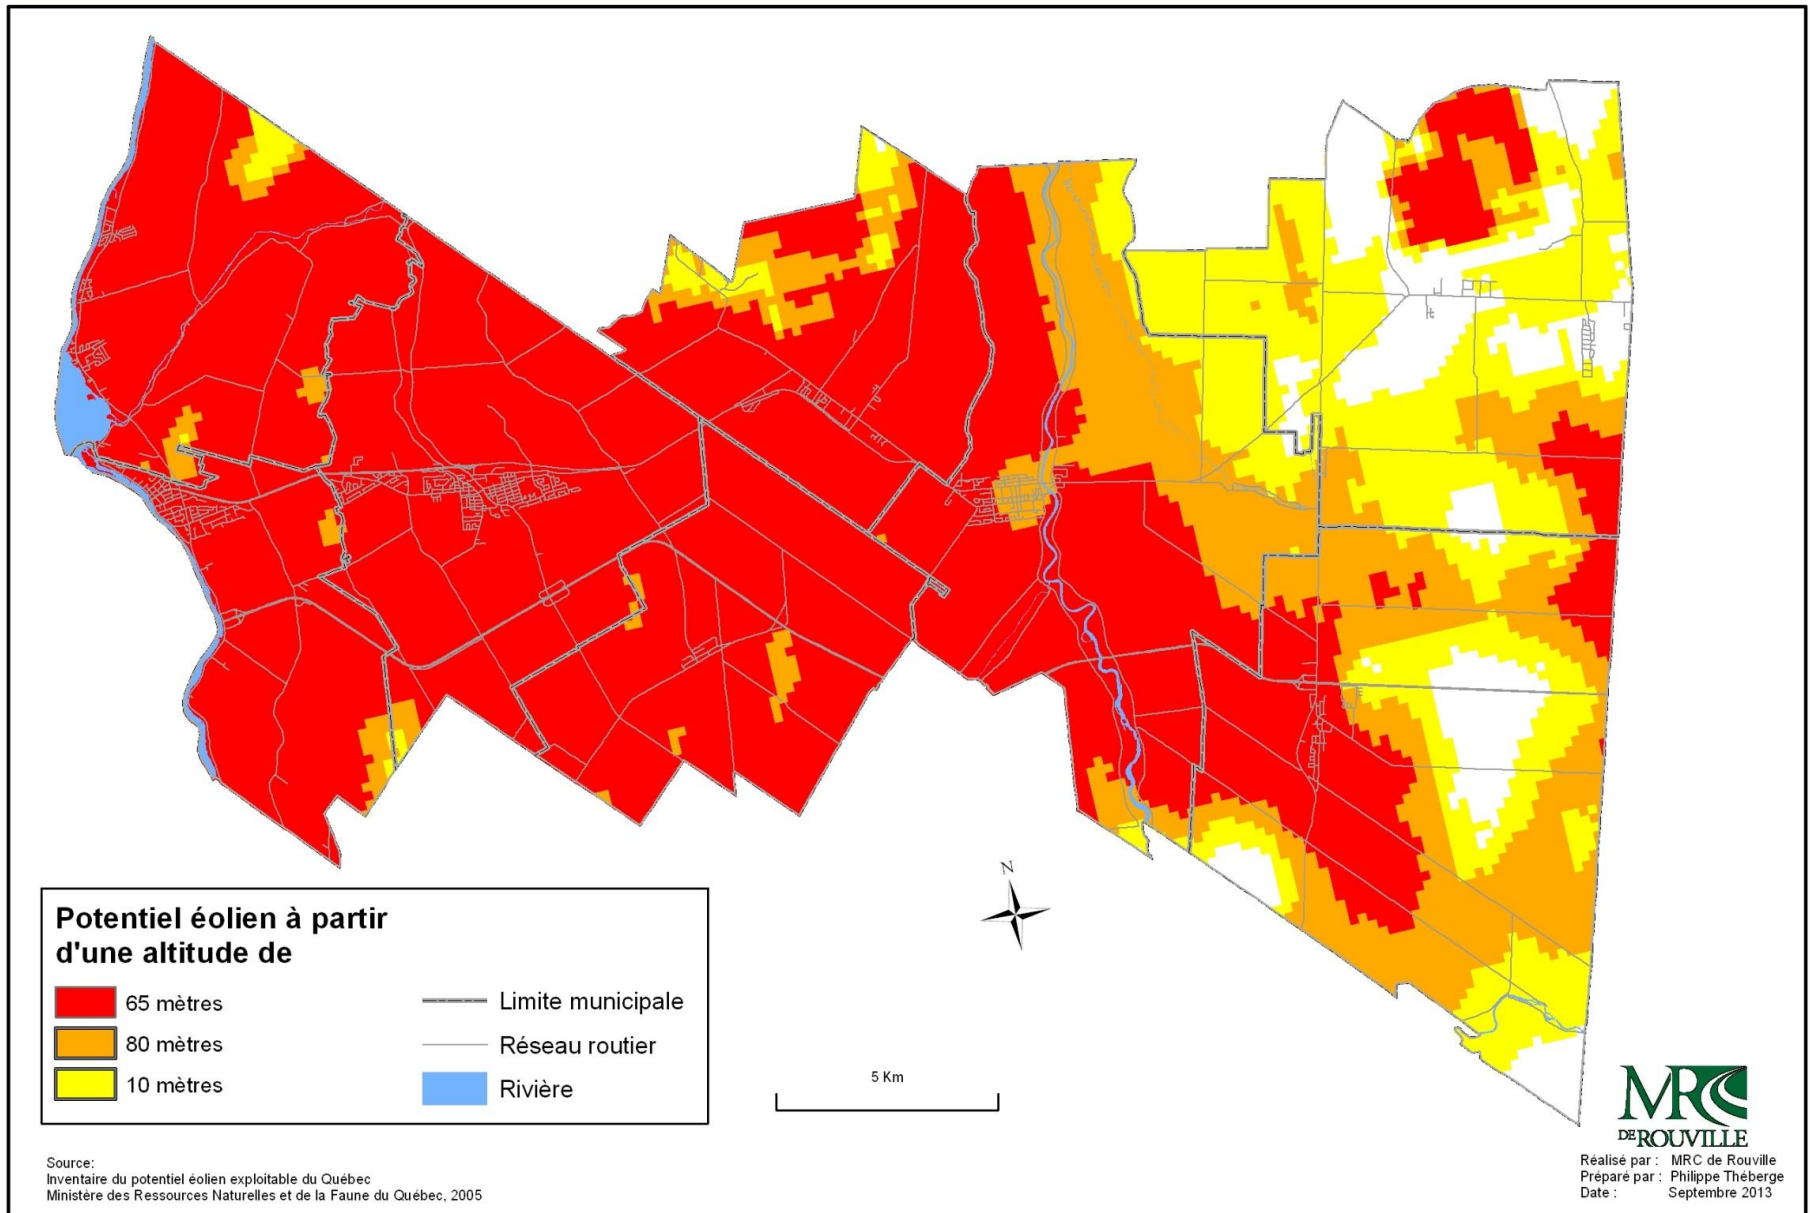 N
Potentiel éolien à partir
d'une altitude de
65 mètres
80 mètres
10 mètres
Limite municipale
Réseau routier
Rivière
5 Km
MRC
DE ROUVILLE
Source:
Inventaire du potentiel éolien exploitable du Québec
Ministère des Ressources Naturelles et de la Faune du Québec, 2005
Réalisé par : MRC de Rouville
Préparé par : Philippe Théberge
Date : Septembre 2013